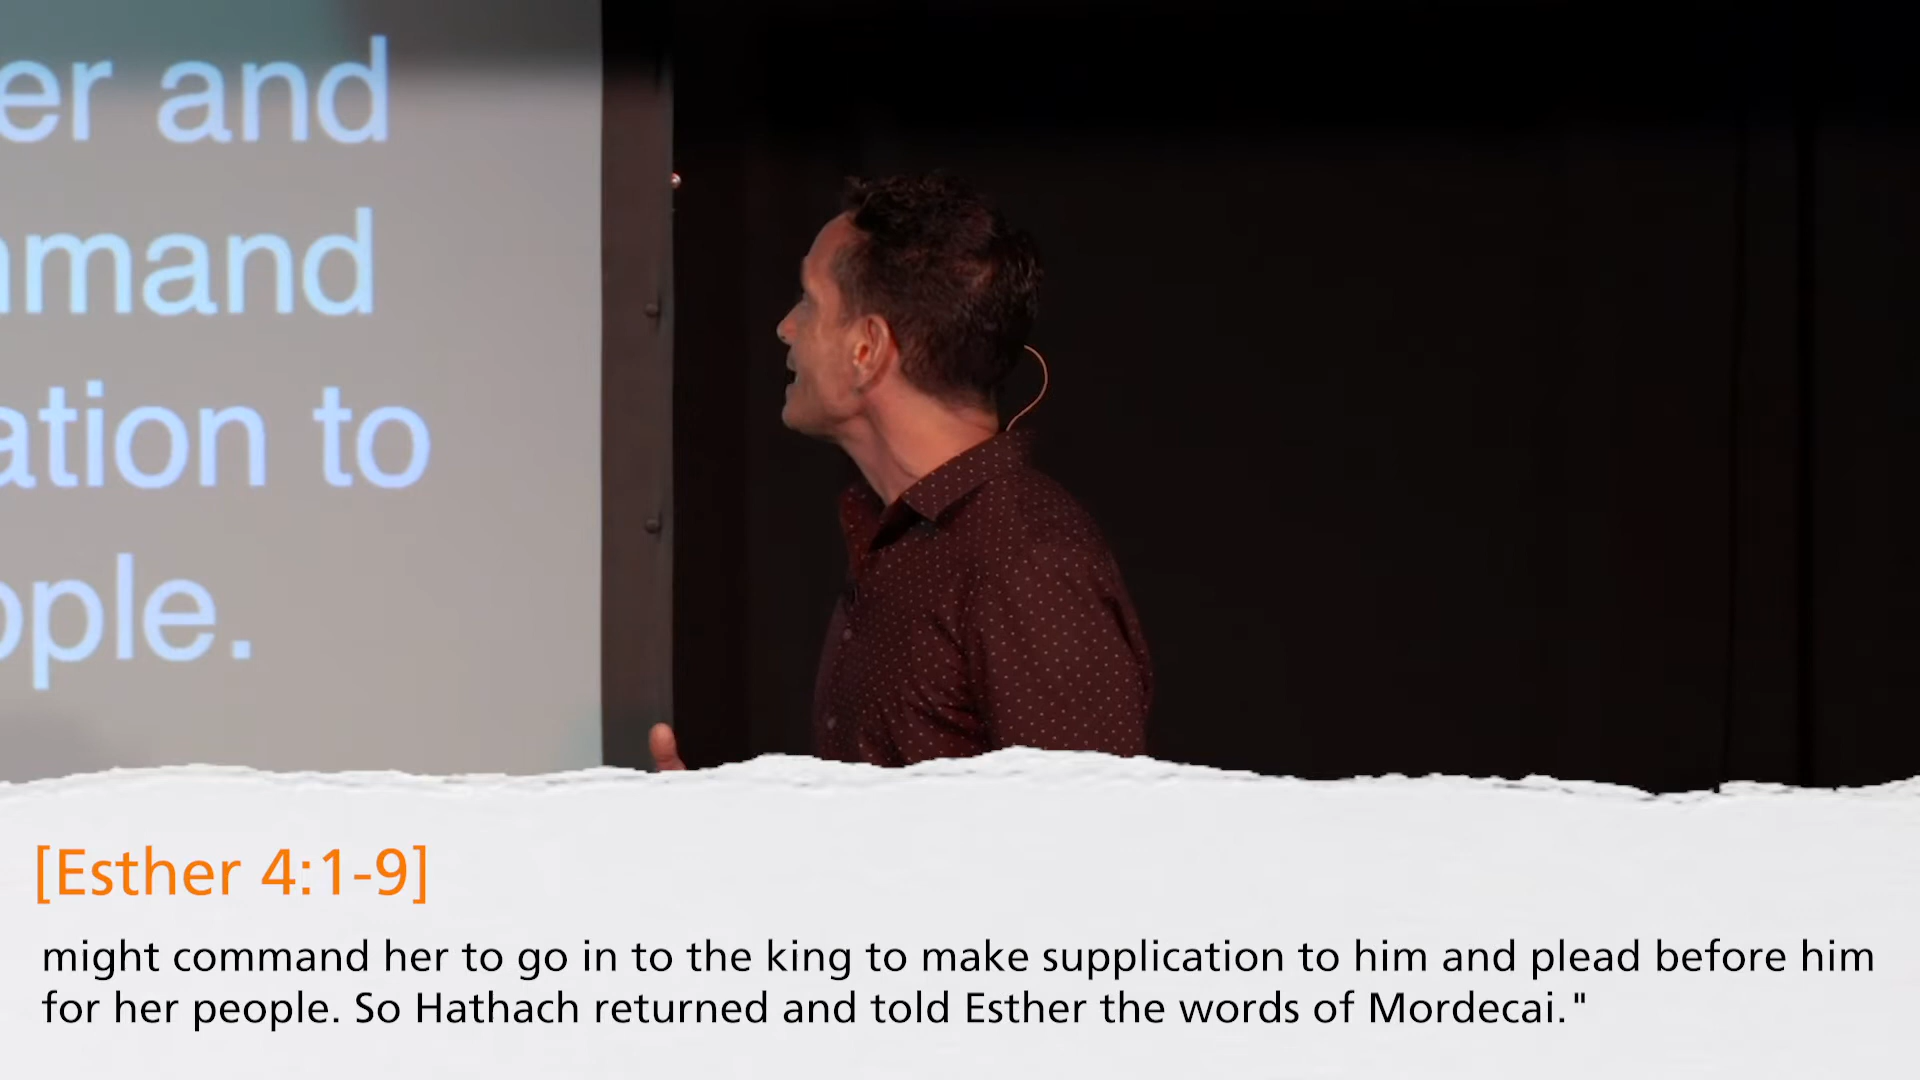 er and
mmand
ation to
ople.
[Esther 4:1-9]
might command her to go in to the king to make supplication to him and plead before him
for her people. So Hathach returned and told Esther the words of Mordecai."